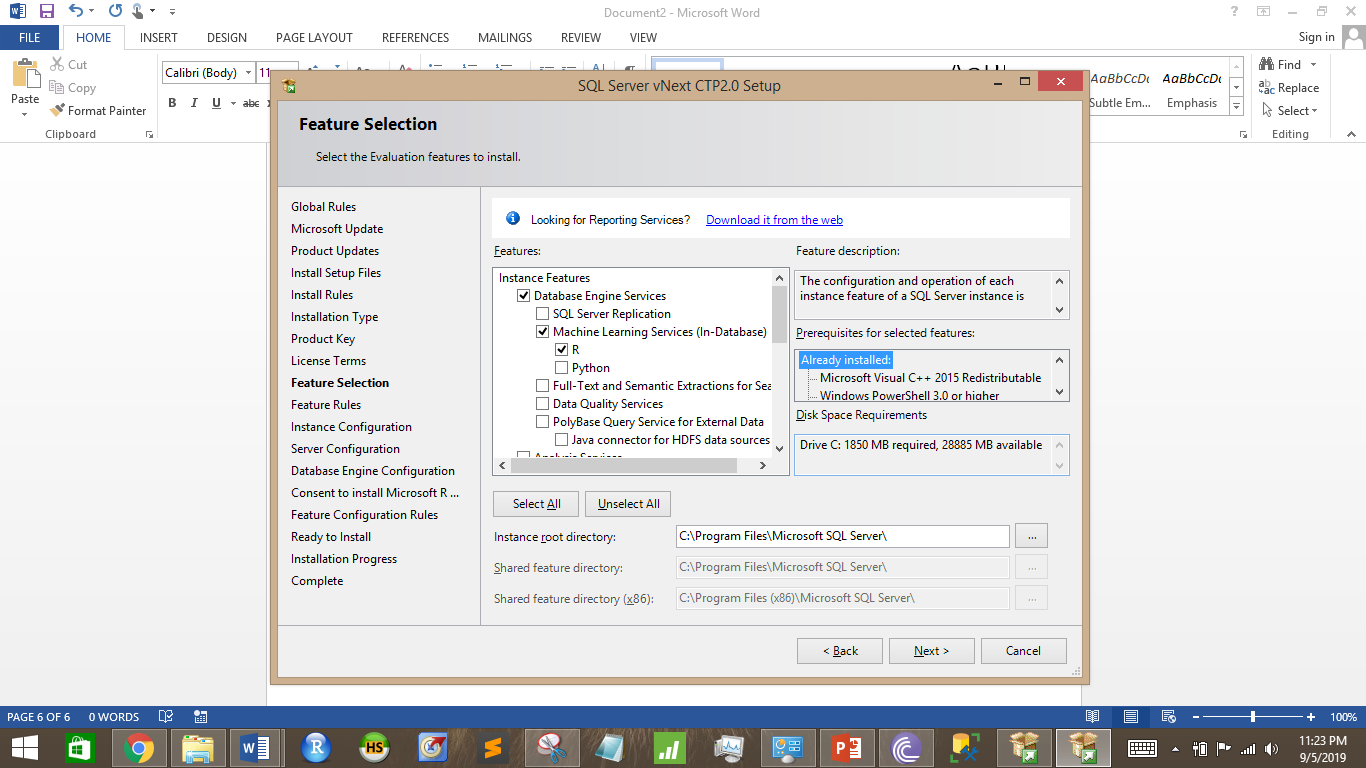 Document2 - Microsoft Word
FILE HOME INSERT DESIGN PAGE LAYOUT REFERENCES MAILINGS REVIEW VIEW Sign in
Cut
Copy
Format Painter
Paste
Clipboard
Calibri (Body) 11
B I U abc
AaBbCcDc AaBbCcDc
Subtle Em... Emphasis
Find
Replace
Select
Editing
SQL Server vNext CTP2.0 Setup
Feature Selection
Select the Evaluation features to install.
Global Rules
Microsoft Update
Product Updates
Install Setup Files
Install Rules
Installation Type
Product Key
License Terms
Feature Selection
Feature Rules
Instance Configuration
Server Configuration
Database Engine Configuration
Consent to install Microsoft R ...
Feature Configuration Rules
Ready to Install
Installation Progress
Complete
Looking for Reporting Services? Download it from the web
Features:
Instance Features
Database Engine Services
SQL Server Replication
Machine Learning Services (In-Database)
R
Python
Full-Text and Semantic Extractions for Sea
Data Quality Services
PolyBase Query Service for External Data
Java connector for HDFS data sources
Analysis Services
Feature description:
The configuration and operation of each
instance feature of a SQL Server instance is
Prerequisites for selected features:
Already installed:
Microsoft Visual C++ 2015 Redistributable
Windows PowerShell 3.0 or higher
Disk Space Requirements
Drive C: 1850 MB required, 28885 MB available
Select All Unselect All
Instance root directory: C:\Program Files\Microsoft SQL Server\ ...
Shared feature directory: C:\Program Files\Microsoft SQL Server\ ...
Shared feature directory (x86): C:\Program Files (x86)\Microsoft SQL Server\ ...
< Back Next > Cancel
PAGE 6 OF 6 0 WORDS 100%
11:23 PM
9/5/2019